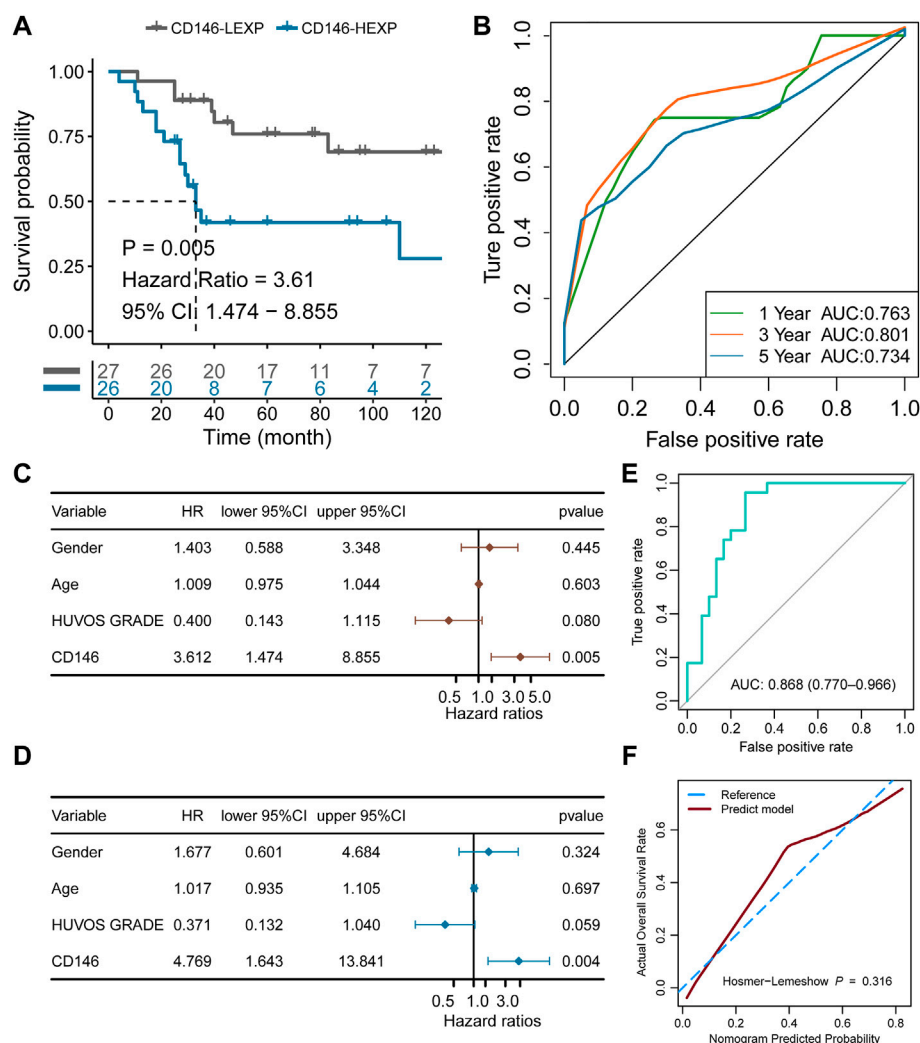 A
CD146-LEXP CD146-HEXP
Survival probability
1.00
0.75
0.50
0.25
0.00
P = 0.005
Hazard Ratio = 3.61
95% CI: 1.474 − 8.855
27 26 20 17 11 7 7
26 20 8 7 6 4 2
0 20 40 60 80 100 120
Time (month)
B
Ture positive rate
1.0
0.8
0.6
0.4
0.2
0.0
1 Year AUC:0.763
3 Year AUC:0.801
5 Year AUC:0.734
0.0 0.2 0.4 0.6 0.8 1.0
False positive rate
C
Variable HR lower 95%CI upper 95%CI pvalue
Gender 1.403 0.588 3.348 0.445
Age 1.009 0.975 1.044 0.603
HUVOS GRADE 0.400 0.143 1.115 0.080
CD146 3.612 1.474 8.855 0.005
0.5 1.0 3.0 5.0
Hazard ratios
D
Variable HR lower 95%CI upper 95%CI pvalue
Gender 1.677 0.601 4.684 0.324
Age 1.017 0.935 1.105 0.697
HUVOS GRADE 0.371 0.132 1.040 0.059
CD146 4.769 1.643 13.841 0.004
0.5 1.0 3.0
Hazard ratios
E
True positive rate
1.0
0.8
0.6
0.4
0.2
0.0
AUC: 0.868 (0.770–0.966)
0.0 0.2 0.4 0.6 0.8 1.0
False positive rate
F
Actual Overall Survival Rate
Reference
Predict model
0.6
0.4
0.2
0.0
Hosmer−Lemeshow P = 0.316
0.0 0.2 0.4 0.6 0.8
Nomogram Predicted Probability